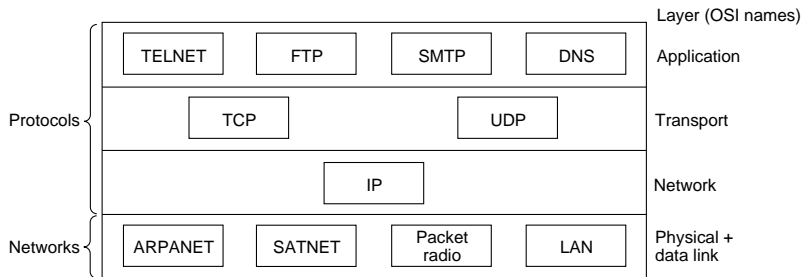 Layer (OSI names)
TELNET FTP SMTP DNS Application
Protocols TCP UDP Transport
IP Network
Networks ARPANET SATNET Packet radio LAN Physical + data link